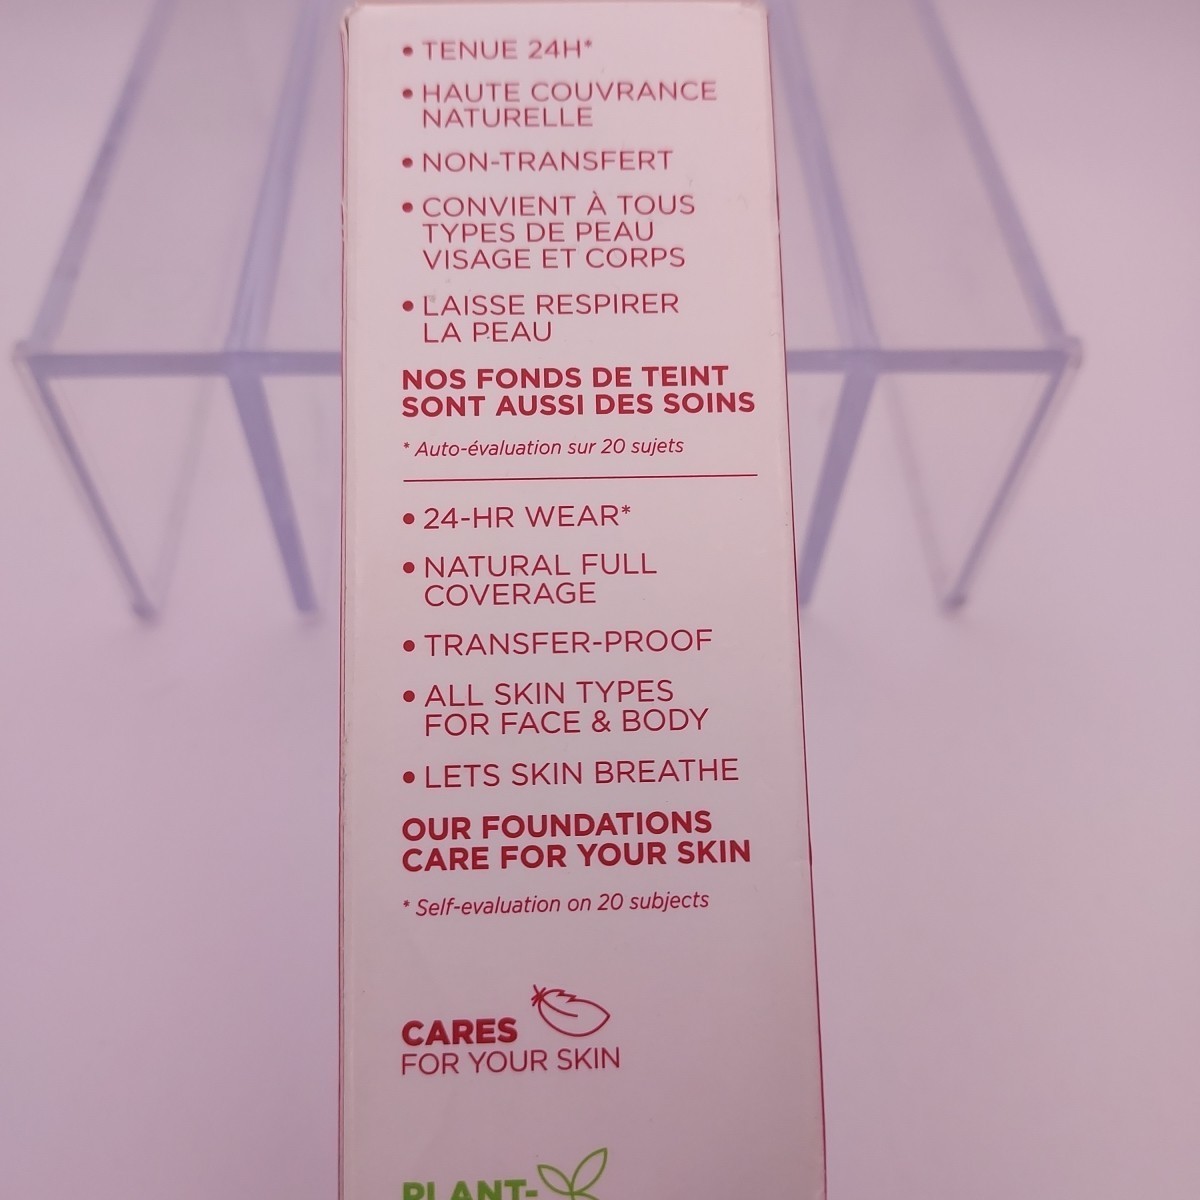 • TENUE 24H*
• HAUTE COUVRANCE
NATURELLE
• NON-TRANSFERT
• CONVIENT À TOUS
TYPES DE PEAU
VISAGE ET CORPS
• LAISSE RESPIRER
LA PEAU
NOS FONDS DE TEINT
SONT AUSSI DES SOINS
* Auto-évaluation sur 20 sujets
• 24-HR WEAR*
• NATURAL FULL
COVERAGE
• TRANSFER-PROOF
• ALL SKIN TYPES
FOR FACE & BODY
• LETS SKIN BREATHE
OUR FOUNDATIONS
CARE FOR YOUR SKIN
* Self-evaluation on 20 subjects
CARES
FOR YOUR SKIN
PLANT-